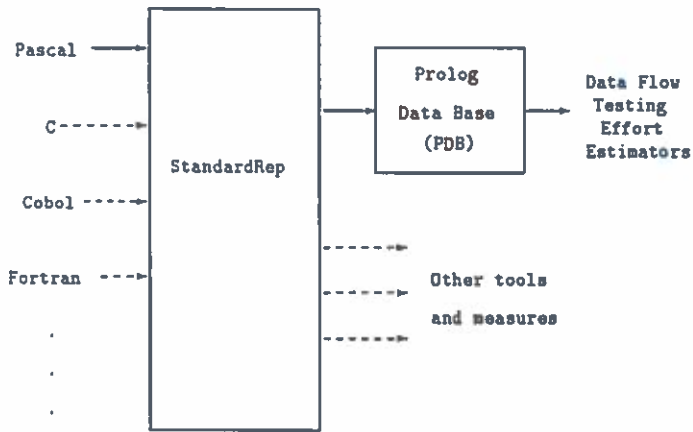 Pascal
C
Cobol
Fortran
.
.
.
StandardRep
Prolog
Data Base
(PDB)
Data Flow
Testing
Effort
Estimators
Other tools
and measures